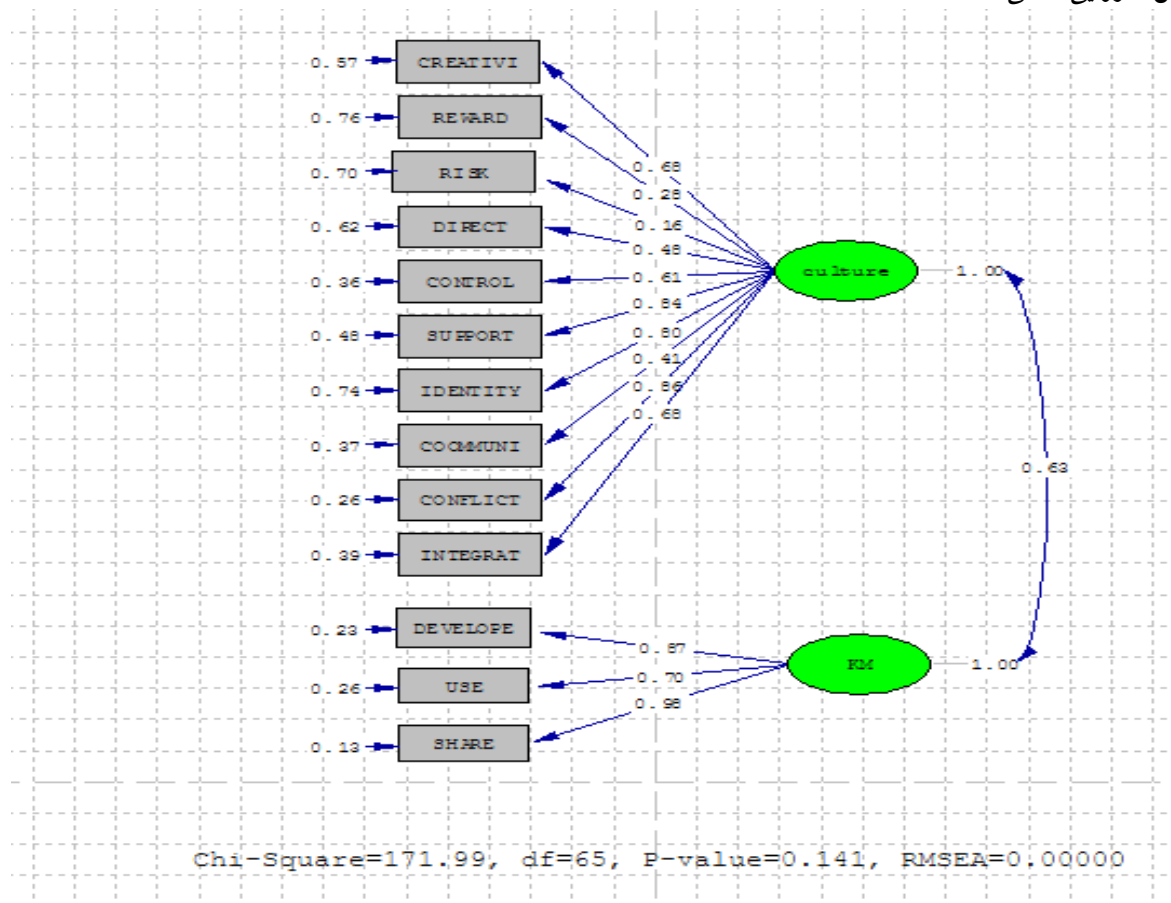 0.57 CREATIVI
0.76 REWARD
0.70 RISK
0.62 DIRECT
0.36 CONTROL
0.48 SUPPORT
0.74 IDENTITY
0.37 COOMMUNI
0.26 CONFLICT
0.39 INTEGRAT
0.68
0.28
0.16
0.48
0.61
0.84
0.80
0.41
0.86
0.68
culture 1.00
0.63
0.23 DEVELOPE
0.26 USE
0.13 SHARE
0.87
0.70
0.98
KM 1.00
Chi-Square=171.99, df=65, P-value=0.141, RMSEA=0.00000